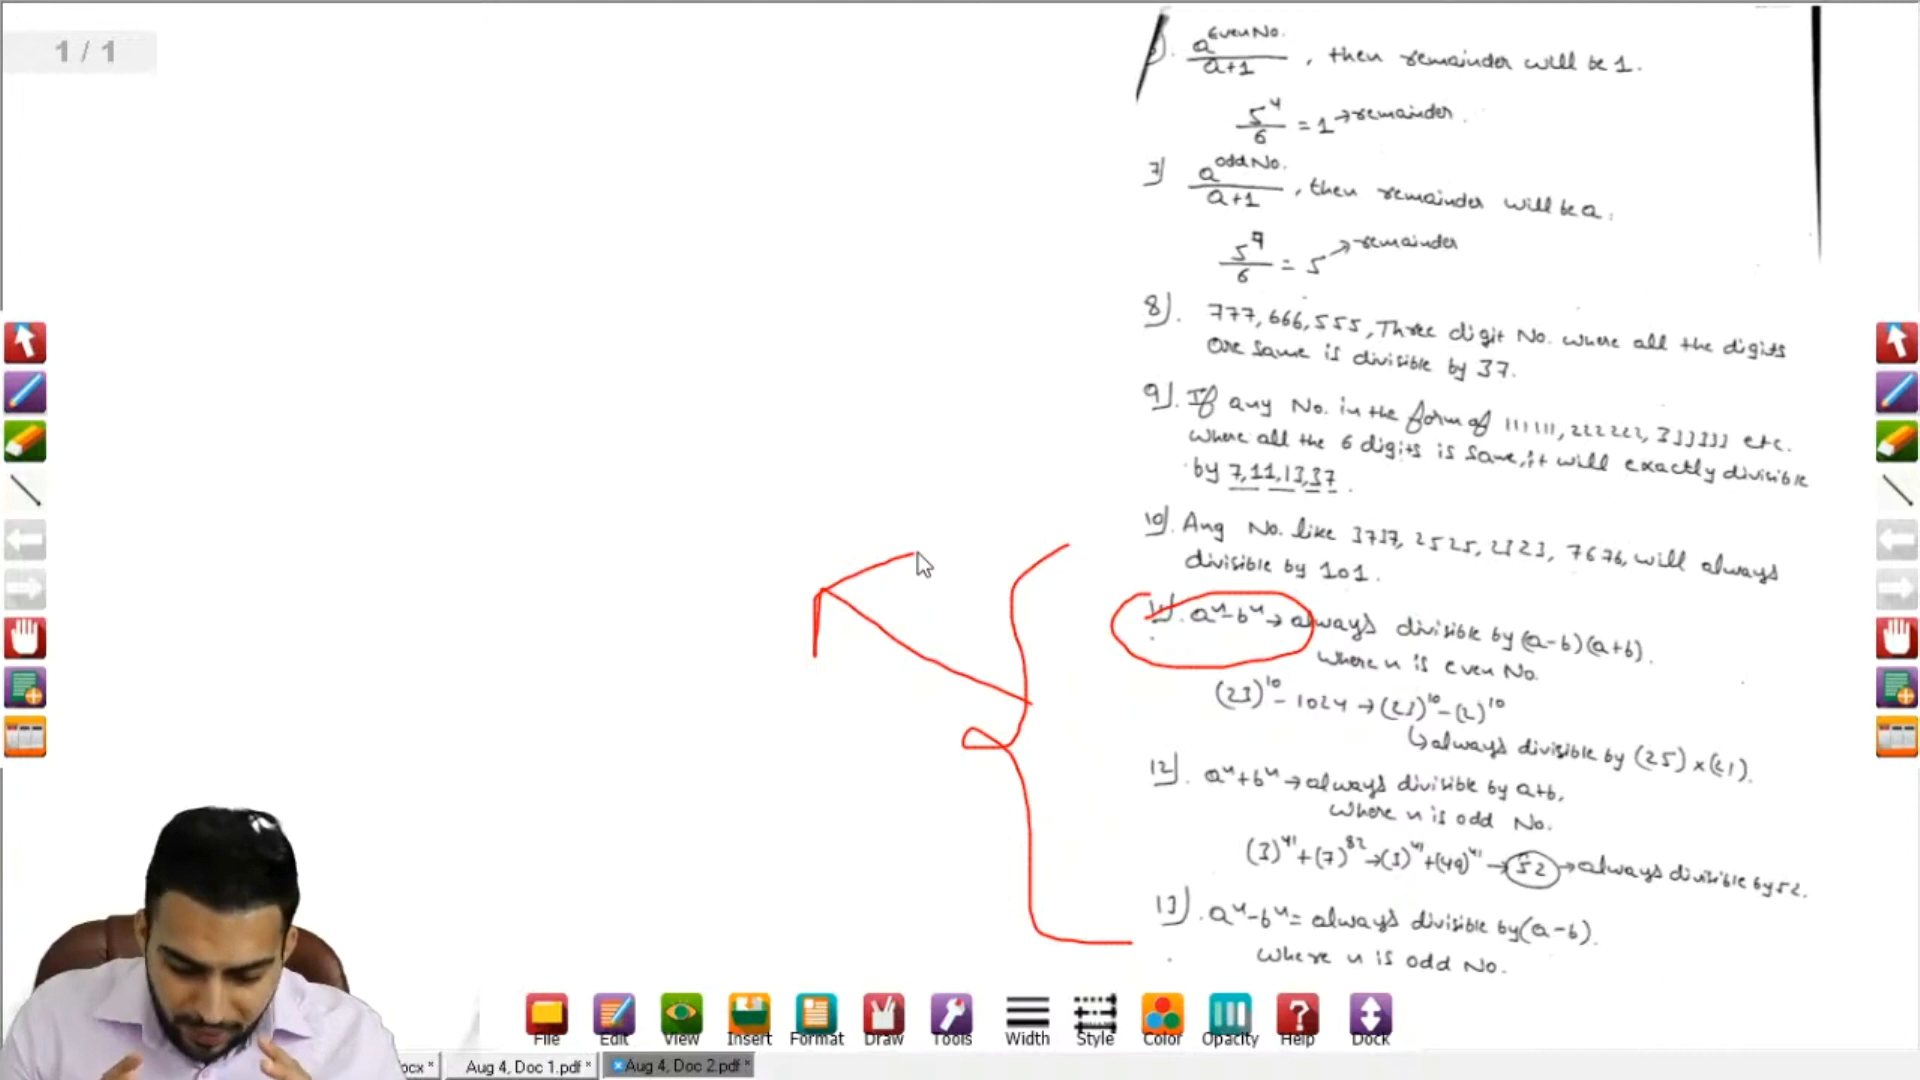 1 / 1
a^Even No.
a+1 , then remainder will be 1.
5^4
6 = 1 → remainder
7) a^odd No.
a+1 , then remainder will be a.
5^7
6 = 5 → remainder
8). 777, 666, 555, Three digit No. where all the digits
are same is divisible by 37.
9). If any No. in the form of 111111, 222222, 333333 etc.
where all the 6 digits is same, it will exactly divisible
by 7, 11, 13, 37.
10). Any No. like 3737, 2525, 2323, 7676, will always
divisible by 101.
11). a^n - b^n → always divisible by (a-b)(a+b).
where n is even No.
(23)^10 - 1024 → (23)^10 - (2)^10
↳ always divisible by (25) × (21).
12). a^n + b^n → always divisible by a+b,
where n is odd No.
(3)^41 + (7)^82 → (3)^41 + (49)^41 → 52 → always divisible by 52.
13). a^n - b^n = always divisible by (a-b).
where n is odd No.
File Edit View Insert Format Draw Tools Width Style Color Opacity Help Dock
ocx * Aug 4, Doc 1.pdf * Aug 4, Doc 2.pdf *